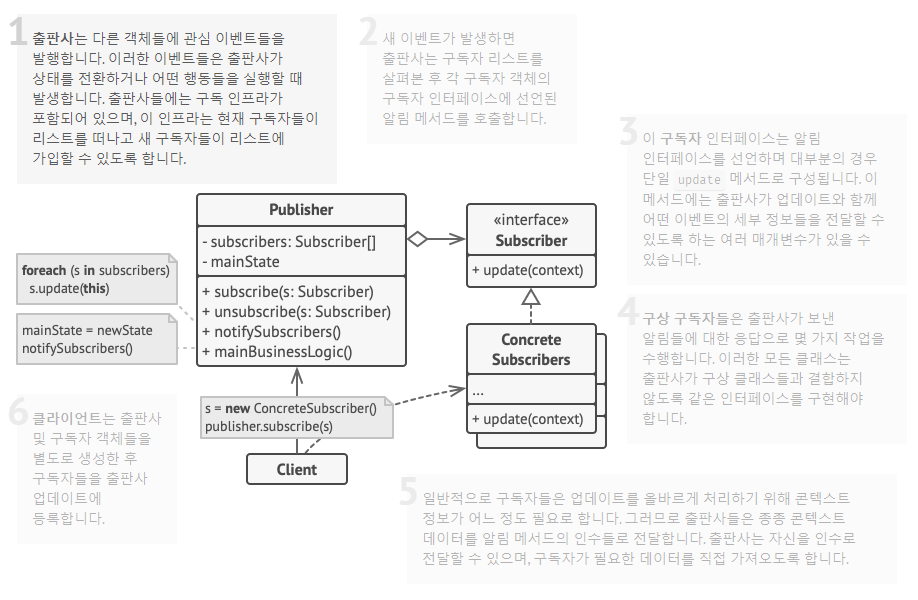 1
출판사는 다른 객체들에 관심 이벤트들을
발행합니다. 이러한 이벤트들은 출판사가
상태를 전환하거나 어떤 행동들을 실행할 때
발생합니다. 출판사들에는 구독 인프라가
포함되어 있으며, 이 인프라는 현재 구독자들이
리스트를 떠나고 새 구독자들이 리스트에
가입할 수 있도록 합니다.
2
새 이벤트가 발생하면
출판사는 구독자 리스트를
살펴본 후 각 구독자 객체의
구독자 인터페이스에 선언된
알림 메서드를 호출합니다.
3
이 구독자 인터페이스는 알림
인터페이스를 선언하며 대부분의 경우
단일 update 메서드로 구성됩니다. 이
메서드에는 출판사가 업데이트와 함께
어떤 이벤트의 세부 정보들을 전달할 수
있도록 하는 여러 매개변수가 있을 수
있습니다.
Publisher
- subscribers: Subscriber[]
- mainState
+ subscribe(s: Subscriber)
+ unsubscribe(s: Subscriber)
+ notifySubscribers()
+ mainBusinessLogic()
«interface»
Subscriber
+ update(context)
foreach (s in subscribers)
s.update(this)
mainState = newState
notifySubscribers()
Concrete
Subscribers
...
+ update(context)
4
구상 구독자들은 출판사가 보낸
알림들에 대한 응답으로 몇 가지 작업을
수행합니다. 이러한 모든 클래스는
출판사가 구상 클래스들과 결합하지
않도록 같은 인터페이스를 구현해야
합니다.
s = new ConcreteSubscriber()
publisher.subscribe(s)
Client
6
클라이언트는 출판사
및 구독자 객체들을
별도로 생성한 후
구독자들을 출판사
업데이트에
등록합니다.
5
일반적으로 구독자들은 업데이트를 올바르게 처리하기 위해 콘텍스트
정보가 어느 정도 필요로 합니다. 그러므로 출판사들은 종종 콘텍스트
데이터를 알림 메서드의 인수들로 전달합니다. 출판사는 자신을 인수로
전달할 수 있으며, 구독자가 필요한 데이터를 직접 가져오도록 합니다.